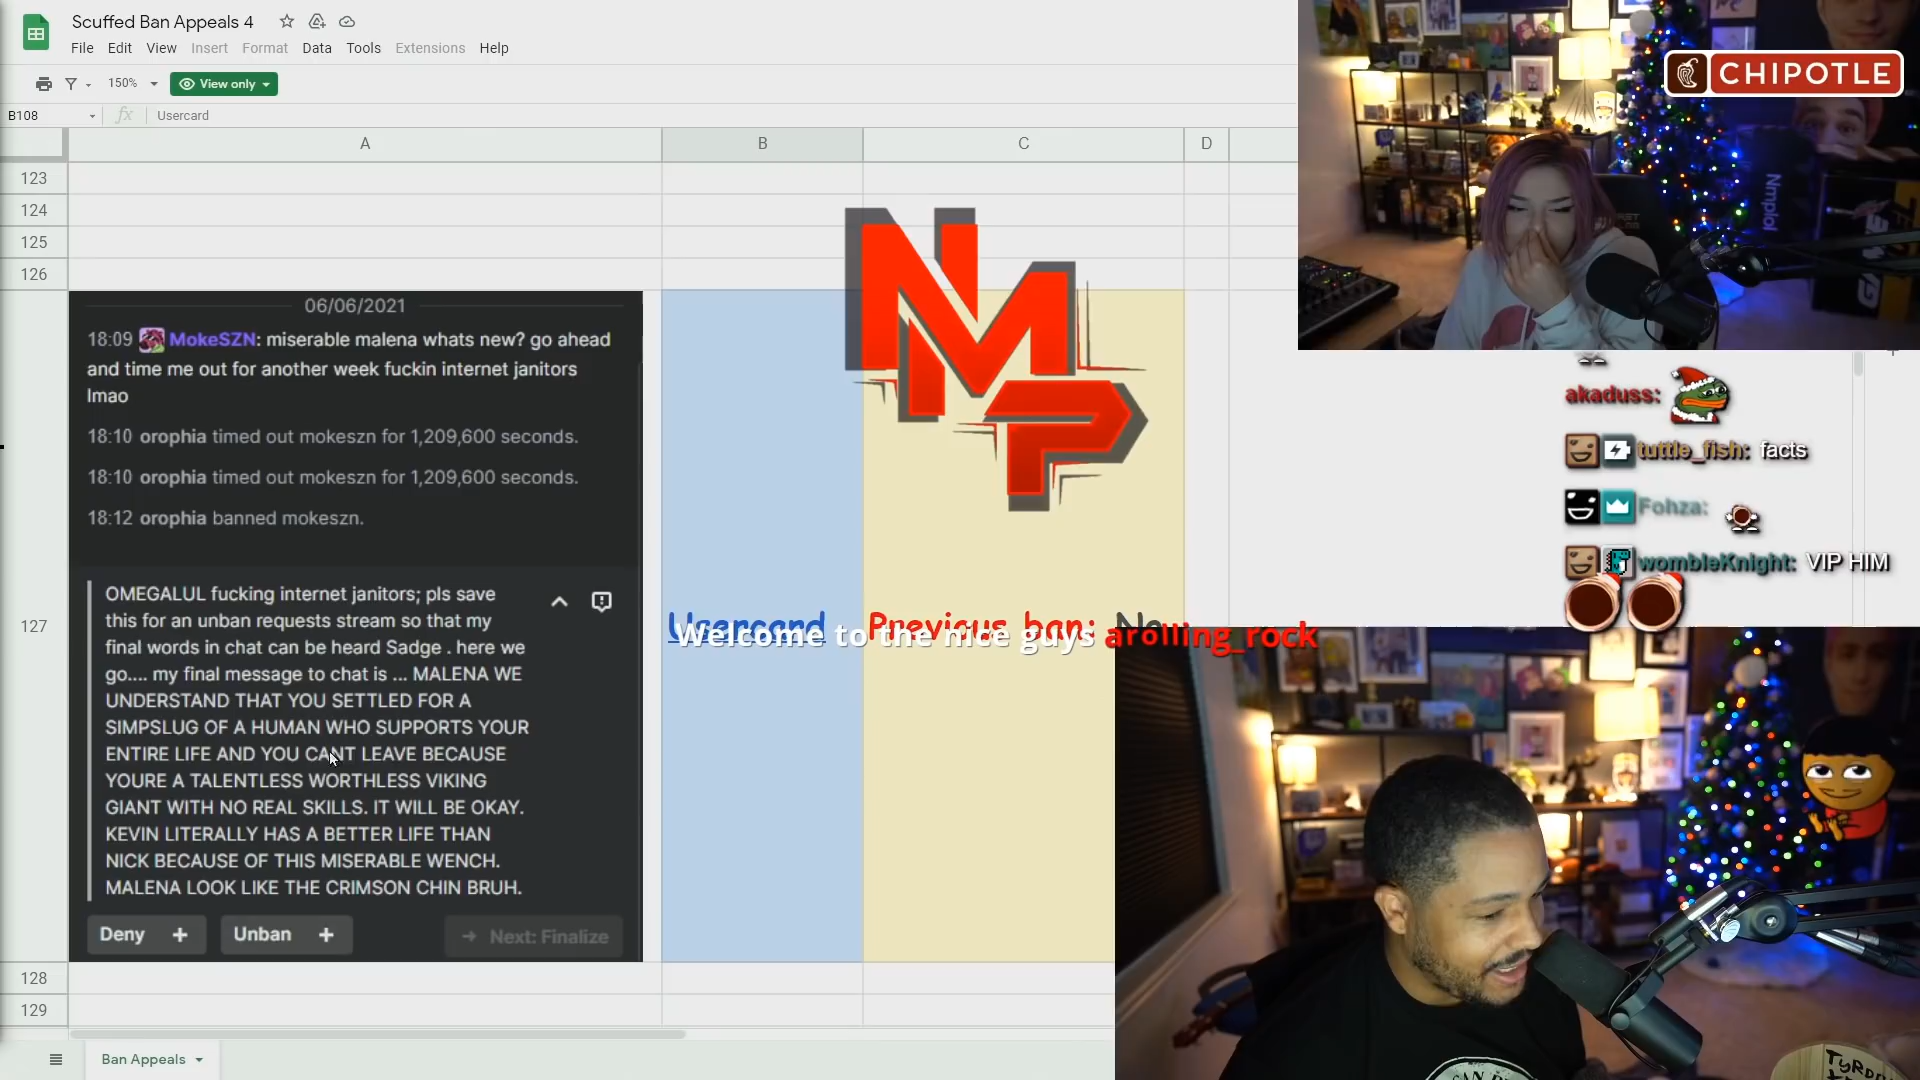 Scuffed Ban Appeals 4
File Edit View Insert Format Data Tools Extensions Help
150% View only
B108 fx Usercard
A B C D
123
124
125
126
06/06/2021
18:09 MokeSZN: miserable malena whats new? go ahead
and time me out for another week fuckin internet janitors
lmao
18:10 orophia timed out mokeszn for 1,209,600 seconds.
18:10 orophia timed out mokeszn for 1,209,600 seconds.
18:12 orophia banned mokeszn.
OMEGALUL fucking internet janitors; pls save
this for an unban requests stream so that my
final words in chat can be heard Sadge . here we
go.... my final message to chat is ... MALENA WE
UNDERSTAND THAT YOU SETTLED FOR A
SIMPSLUG OF A HUMAN WHO SUPPORTS YOUR
ENTIRE LIFE AND YOU CANT LEAVE BECAUSE
YOURE A TALENTLESS WORTHLESS VIKING
GIANT WITH NO REAL SKILLS. IT WILL BE OKAY.
KEVIN LITERALLY HAS A BETTER LIFE THAN
NICK BECAUSE OF THIS MISERABLE WENCH.
MALENA LOOK LIKE THE CRIMSON CHIN BRUH.
Deny + Unban + Next: Finalize
127
Usercard
Previous ban: No
Welcome to the nice guys arolling_rock
NMP
128
129
Ban Appeals
CHIPOTLE
Nmplol
akaduss:
tuttle_fish: facts
Fohza:
wombleKnight: VIP HIM